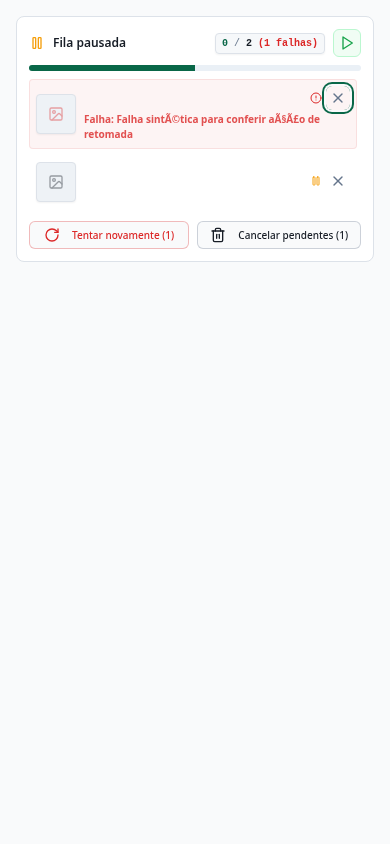 Fila pausada
0 / 2 (1 falhas)
Falha: Falha sintÃ©tica para conferir aÃ§Ã£o de
retomada
Tentar novamente (1)
Cancelar pendentes (1)